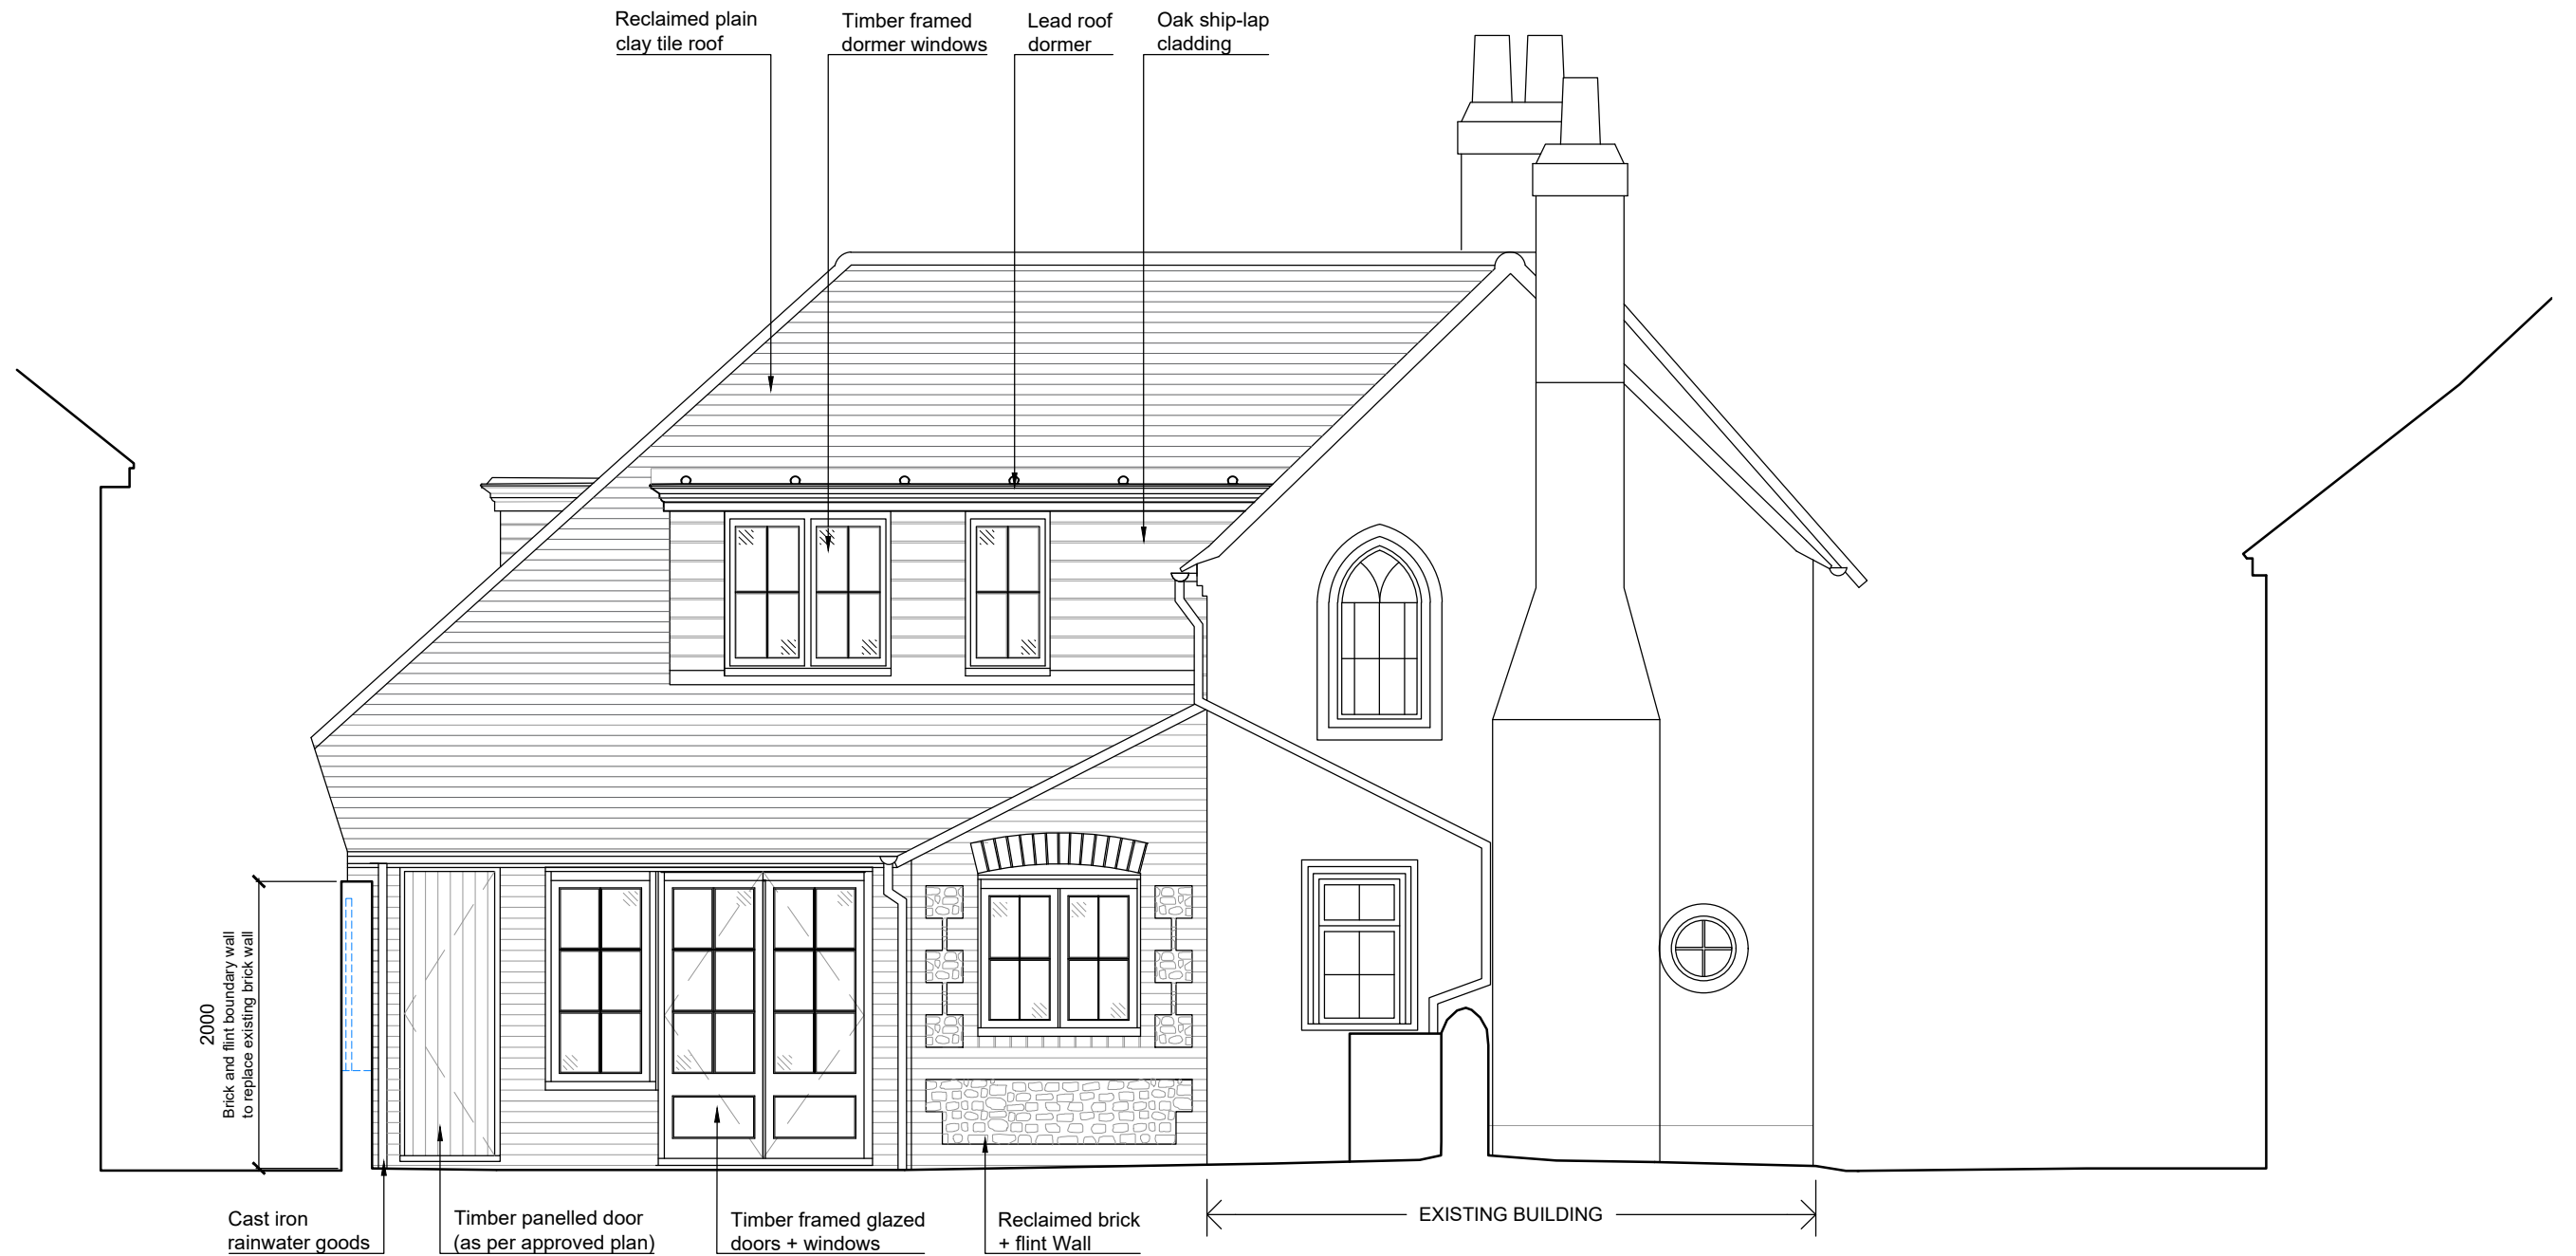 Reclaimed plain
clay tile roof
Timber framed
dormer windows
Lead roof
dormer
Oak ship-lap
cladding
2000
Brick and flint boundary wall
to replace existing brick wall
Cast iron
rainwater goods
Timber panelled door
(as per approved plan)
Timber framed glazed
doors + windows
Reclaimed brick
+ flint Wall
EXISTING BUILDING